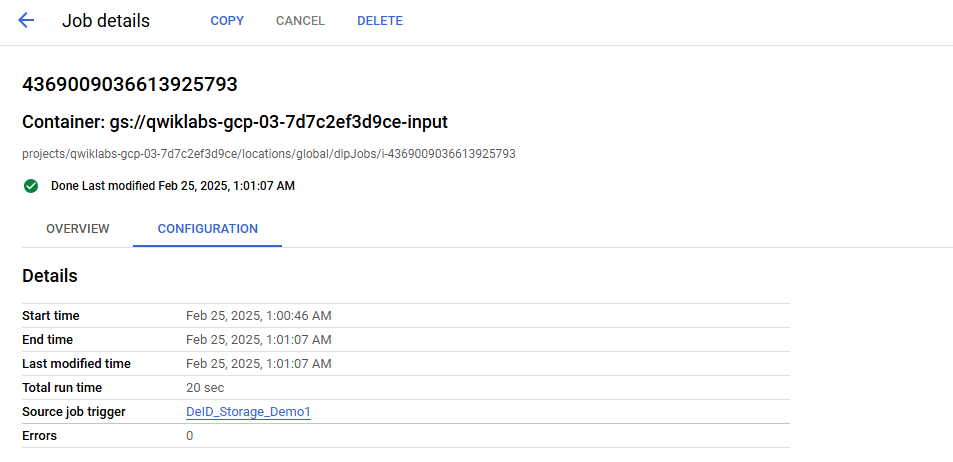 Job details COPY CANCEL DELETE
4369009036613925793
Container: gs://qwiklabs-gcp-03-7d7c2ef3d9ce-input
projects/qwiklabs-gcp-03-7d7c2ef3d9ce/locations/global/dlpJobs/i-4369009036613925793
Done Last modified Feb 25, 2025, 1:01:07 AM
OVERVIEW CONFIGURATION
Details
Start time Feb 25, 2025, 1:00:46 AM
End time Feb 25, 2025, 1:01:07 AM
Last modified time Feb 25, 2025, 1:01:07 AM
Total run time 20 sec
Source job trigger DeID_Storage_Demo1
Errors 0